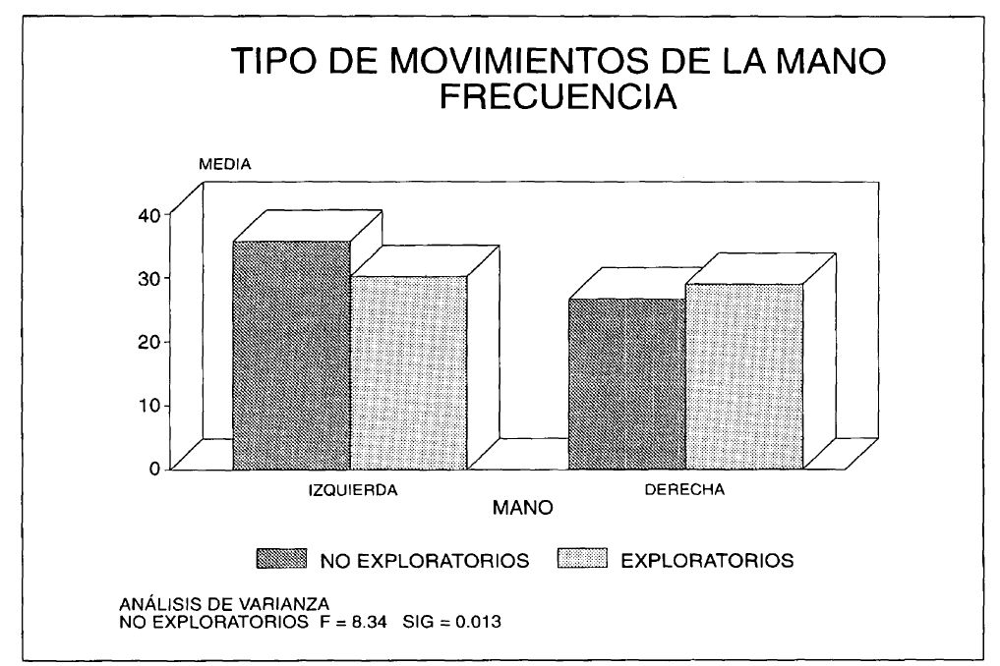 TIPO DE MOVIMIENTOS DE LA MANO
FRECUENCIA
MEDIA
40
30
20
10
0
IZQUIERDA
DERECHA
MANO
NO EXPLORATORIOS
EXPLORATORIOS
ANÁLISIS DE VARIANZA
NO EXPLORATORIOS F = 8.34 SIG = 0.013